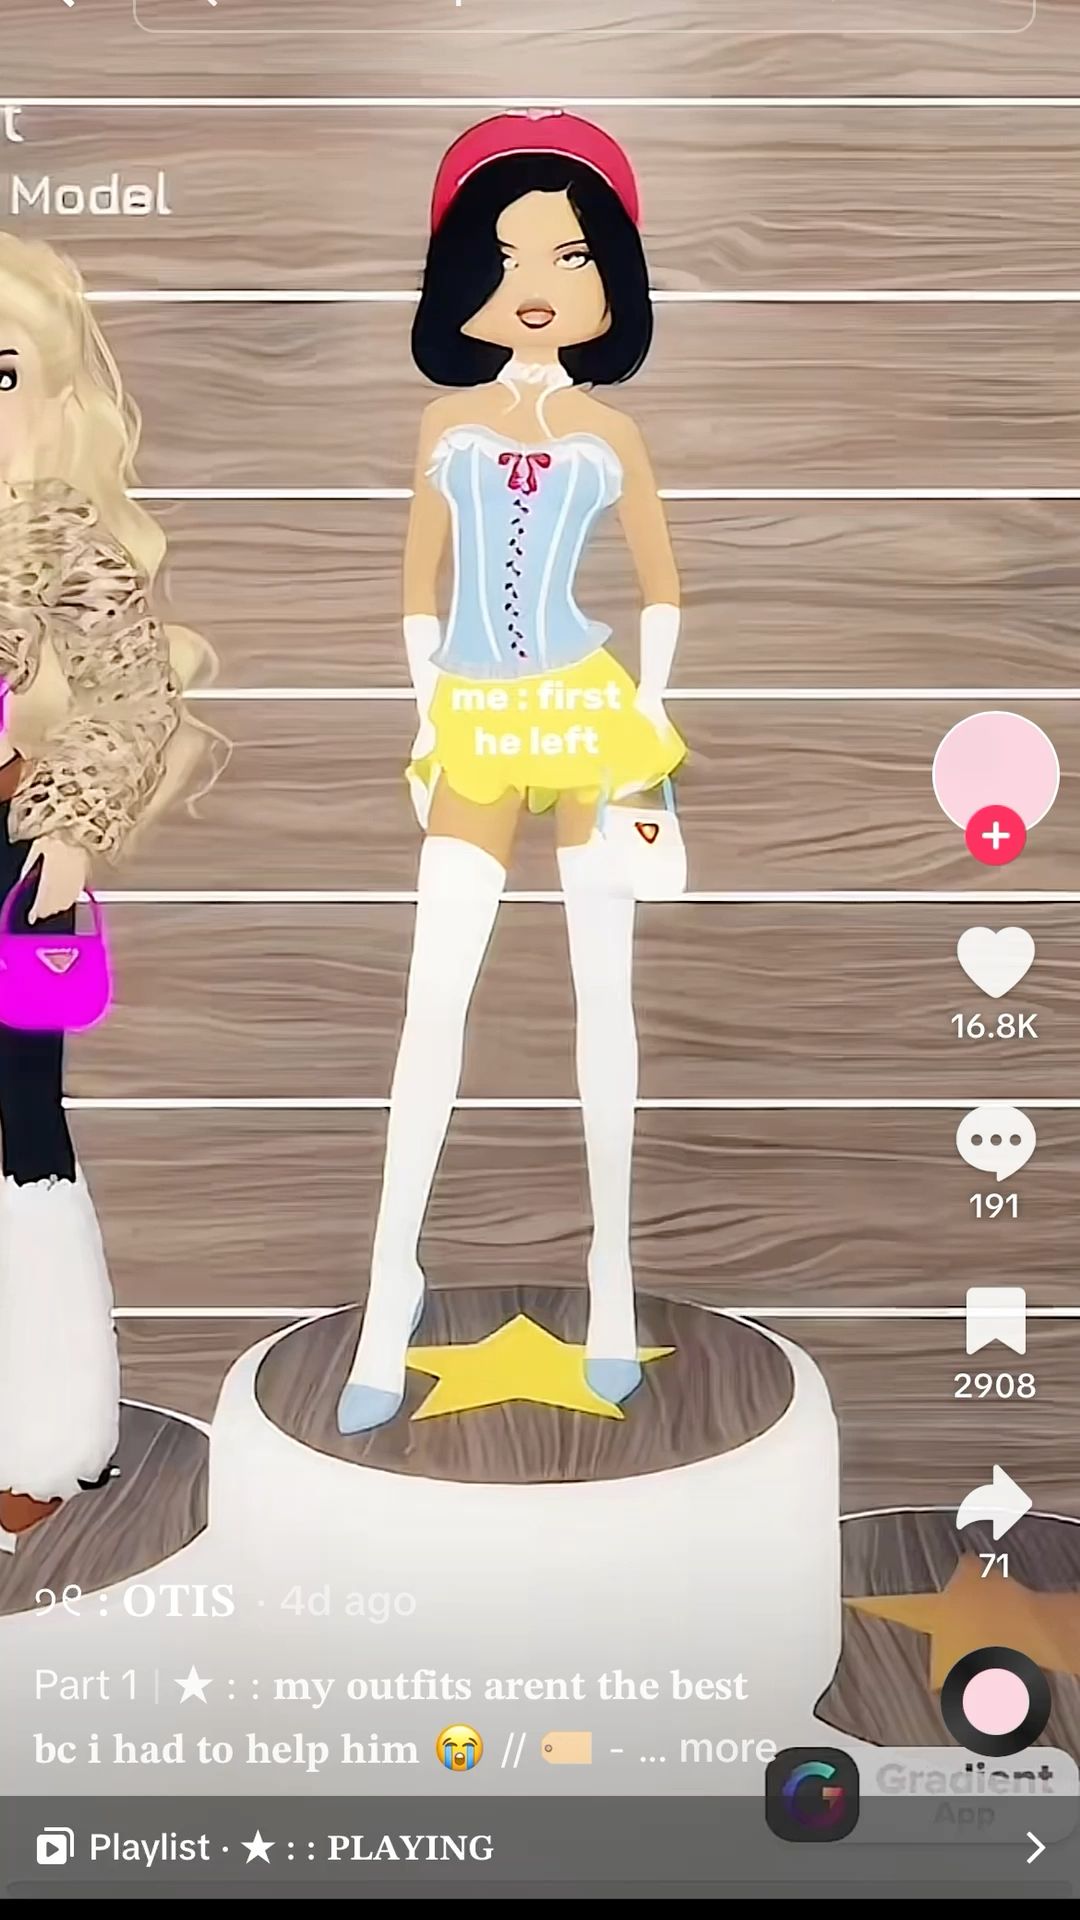 t
Model
me : first
he left
16.8K
191
2908
71
୨୧ : OTIS · 4d ago
Part 1 | ★ : : my outfits arent the best
bc i had to help him 😭 // 🏷️ - ... more
Gradient
App
Playlist · ★ : : PLAYING